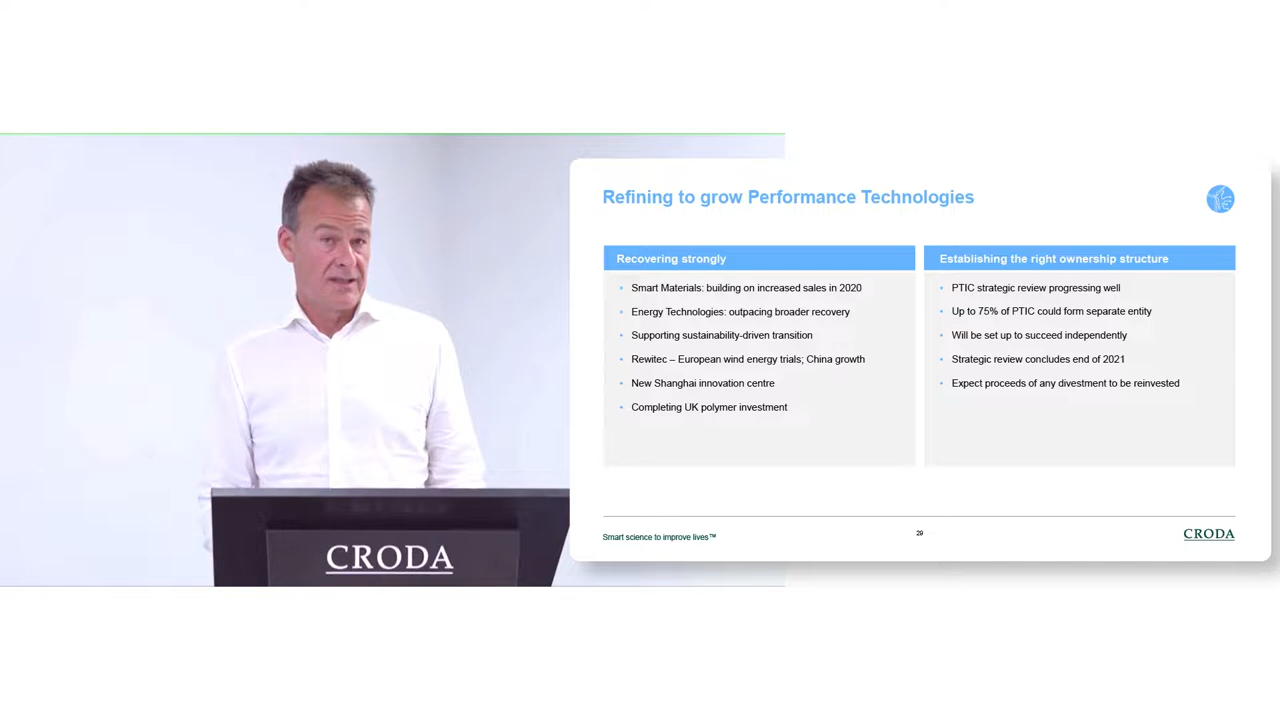 Refining to grow Performance Technologies
Recovering strongly
Smart Materials: building on increased sales in 2020
Energy Technologies: outpacing broader recovery
Supporting sustainability-driven transition
Rewitec – European wind energy trials; China growth
New Shanghai innovation centre
Completing UK polymer investment
Establishing the right ownership structure
PTIC strategic review progressing well
Up to 75% of PTIC could form separate entity
Will be set up to succeed independently
Strategic review concludes end of 2021
Expect proceeds of any divestment to be reinvested
Smart science to improve lives™
29
CRODA
CRODA